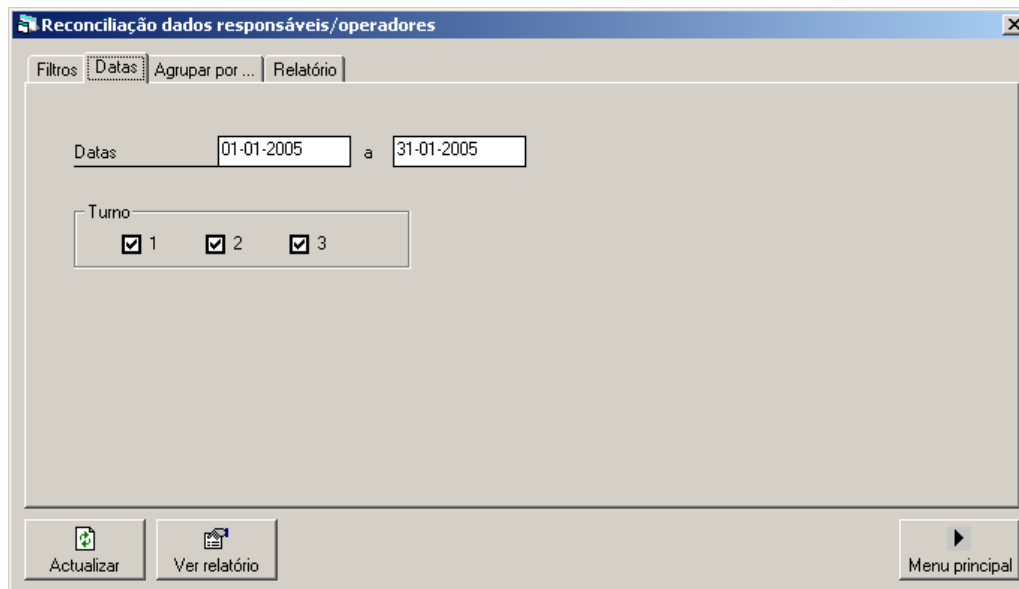 Reconciliação dados responsáveis/operadores
Filtros Datas Agrupar por ... Relatório
Datas 01-01-2005 a 31-01-2005
Turno
1 2 3
Actualizar Ver relatório Menu principal